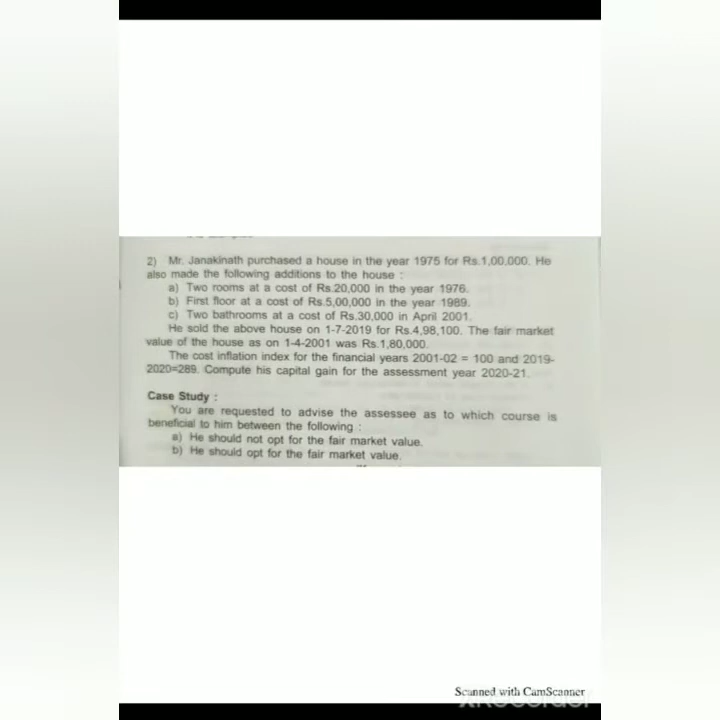 2) Mr. Janakinath purchased a house in the year 1975 for Rs.1,00,000. He
also made the following additions to the house :
a) Two rooms at a cost of Rs.20,000 in the year 1976.
b) First floor at a cost of Rs.5,00,000 in the year 1989.
c) Two bathrooms at a cost of Rs.30,000 in April 2001.
He sold the above house on 1-7-2019 for Rs.4,98,100. The fair market
value of the house as on 1-4-2001 was Rs.1,80,000.
The cost inflation index for the financial years 2001-02 = 100 and 2019-
2020=289. Compute his capital gain for the assessment year 2020-21.
Case Study :
You are requested to advise the assessee as to which course is
beneficial to him between the following :
a) He should not opt for the fair market value.
b) He should opt for the fair market value.
Scanned with CamScanner